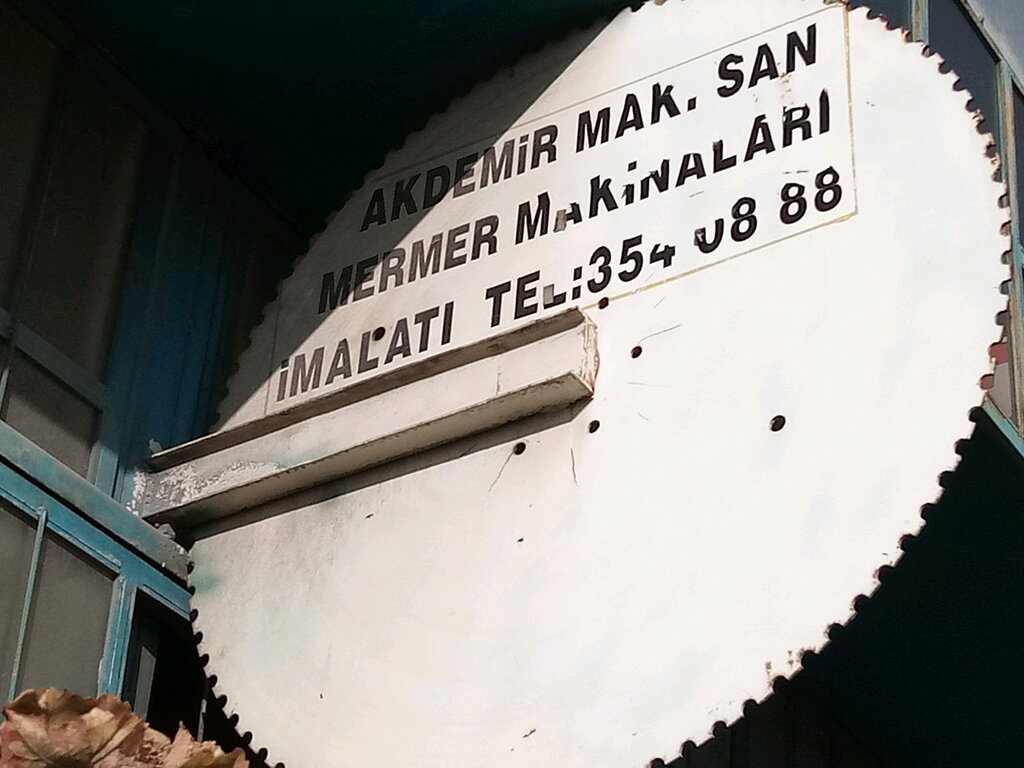 AKDEMİR MAK. SAN
MERMER MAKİNALARI
İMALATI TEL:354 08 88